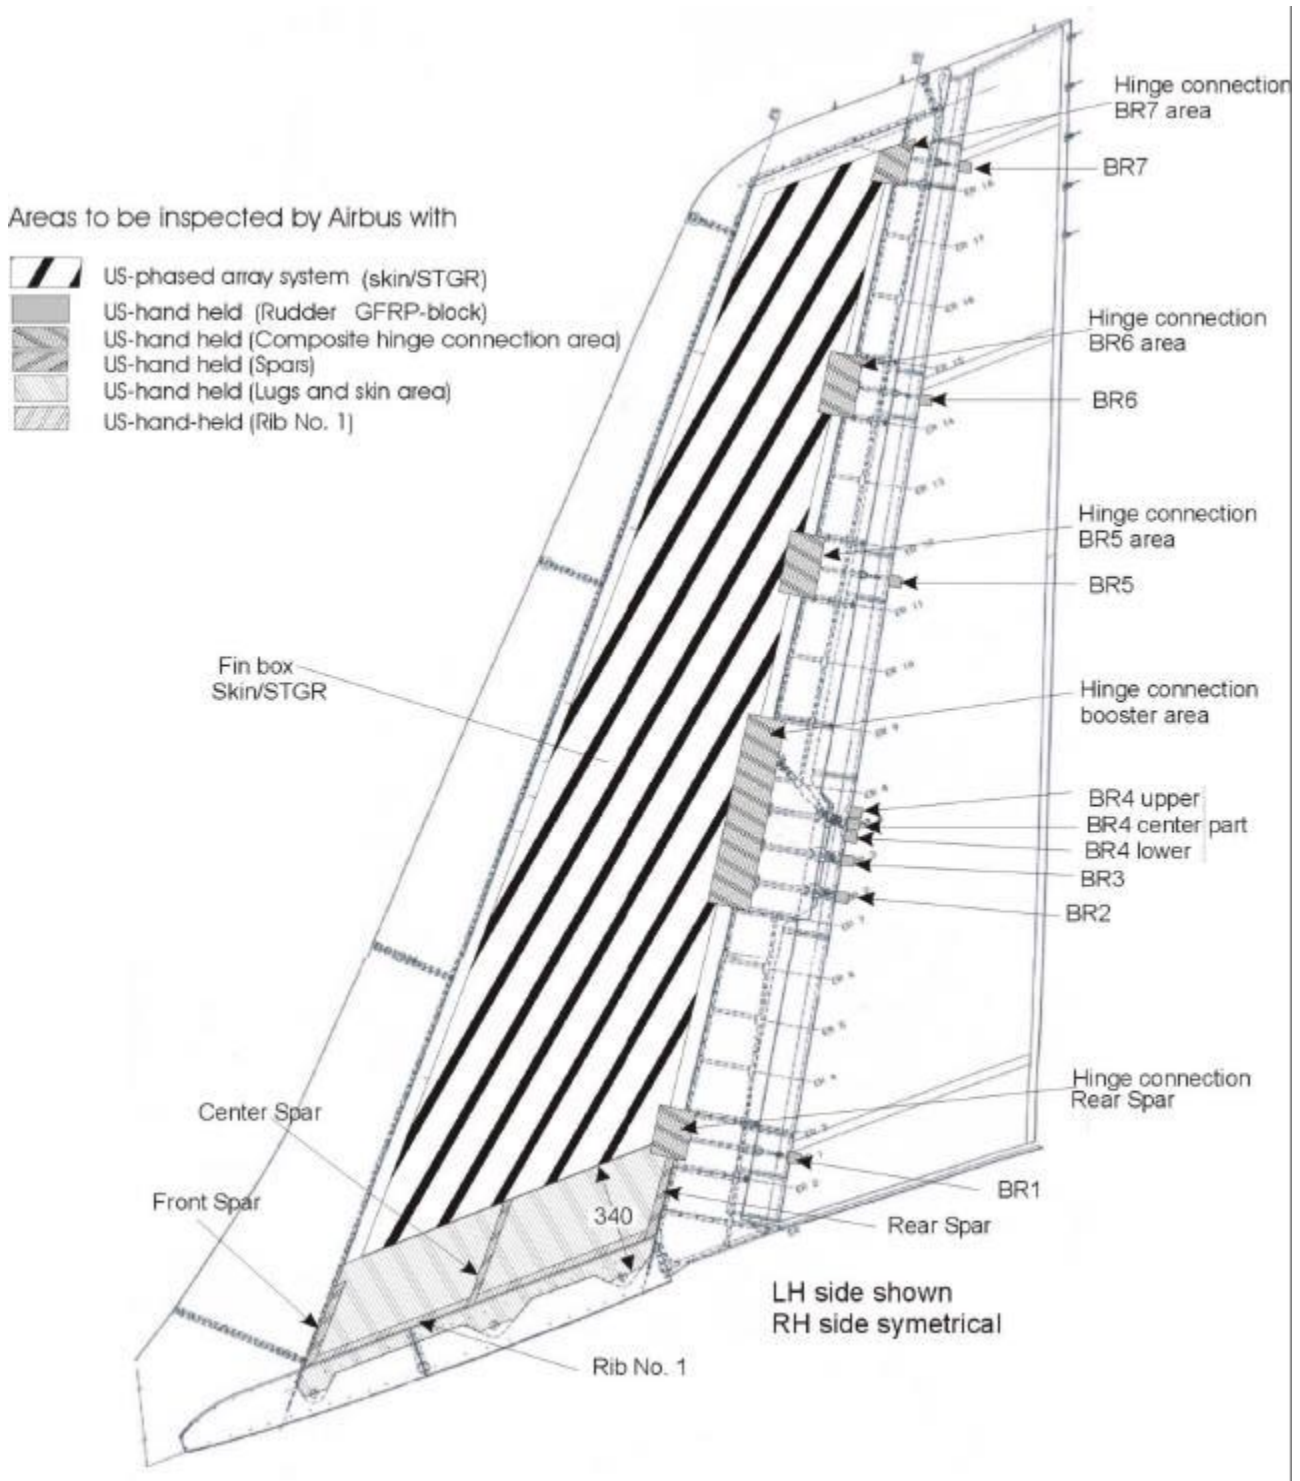 Hinge connection
BR7 area
BR7
Areas to be inspected by Airbus with
US-phased array system (skin/STGR)
US-hand held (Rudder GFRP-block)
US-hand held (Composite hinge connection area)
US-hand held (Spars)
US-hand held (Lugs and skin area)
US-hand-held (Rib No. 1)
Hinge connection
BR6 area
BR6
Hinge connection
BR5 area
BR5
Fin box
Skin/STGR
Hinge connection
booster area
BR4 upper
BR4 center part
BR4 lower
BR3
BR2
Hinge connection
Rear Spar
Center Spar
BR1
Front Spar
340
Rear Spar
LH side shown
RH side symetrical
Rib No. 1